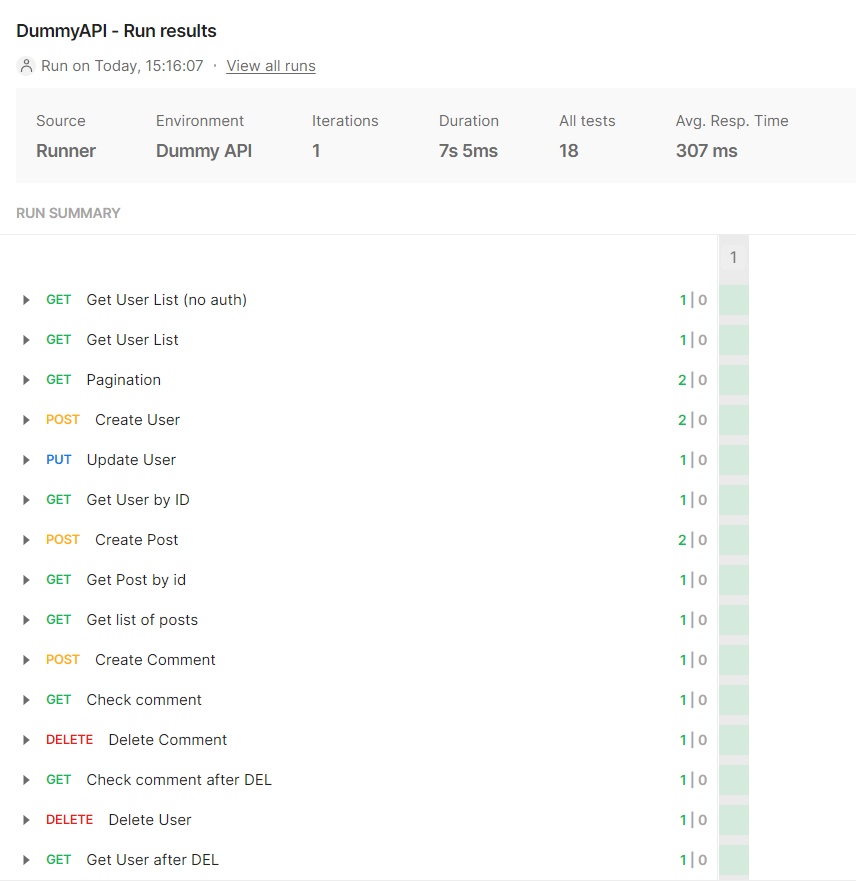 DummyAPI - Run results
Run on Today, 15:16:07 · View all runs
Source Environment Iterations Duration All tests Avg. Resp. Time
Runner Dummy API 1 7s 5ms 18 307 ms
RUN SUMMARY
1
GET Get User List (no auth) 1 | 0
GET Get User List 1 | 0
GET Pagination 2 | 0
POST Create User 2 | 0
PUT Update User 1 | 0
GET Get User by ID 1 | 0
POST Create Post 2 | 0
GET Get Post by id 1 | 0
GET Get list of posts 1 | 0
POST Create Comment 1 | 0
GET Check comment 1 | 0
DELETE Delete Comment 1 | 0
GET Check comment after DEL 1 | 0
DELETE Delete User 1 | 0
GET Get User after DEL 1 | 0